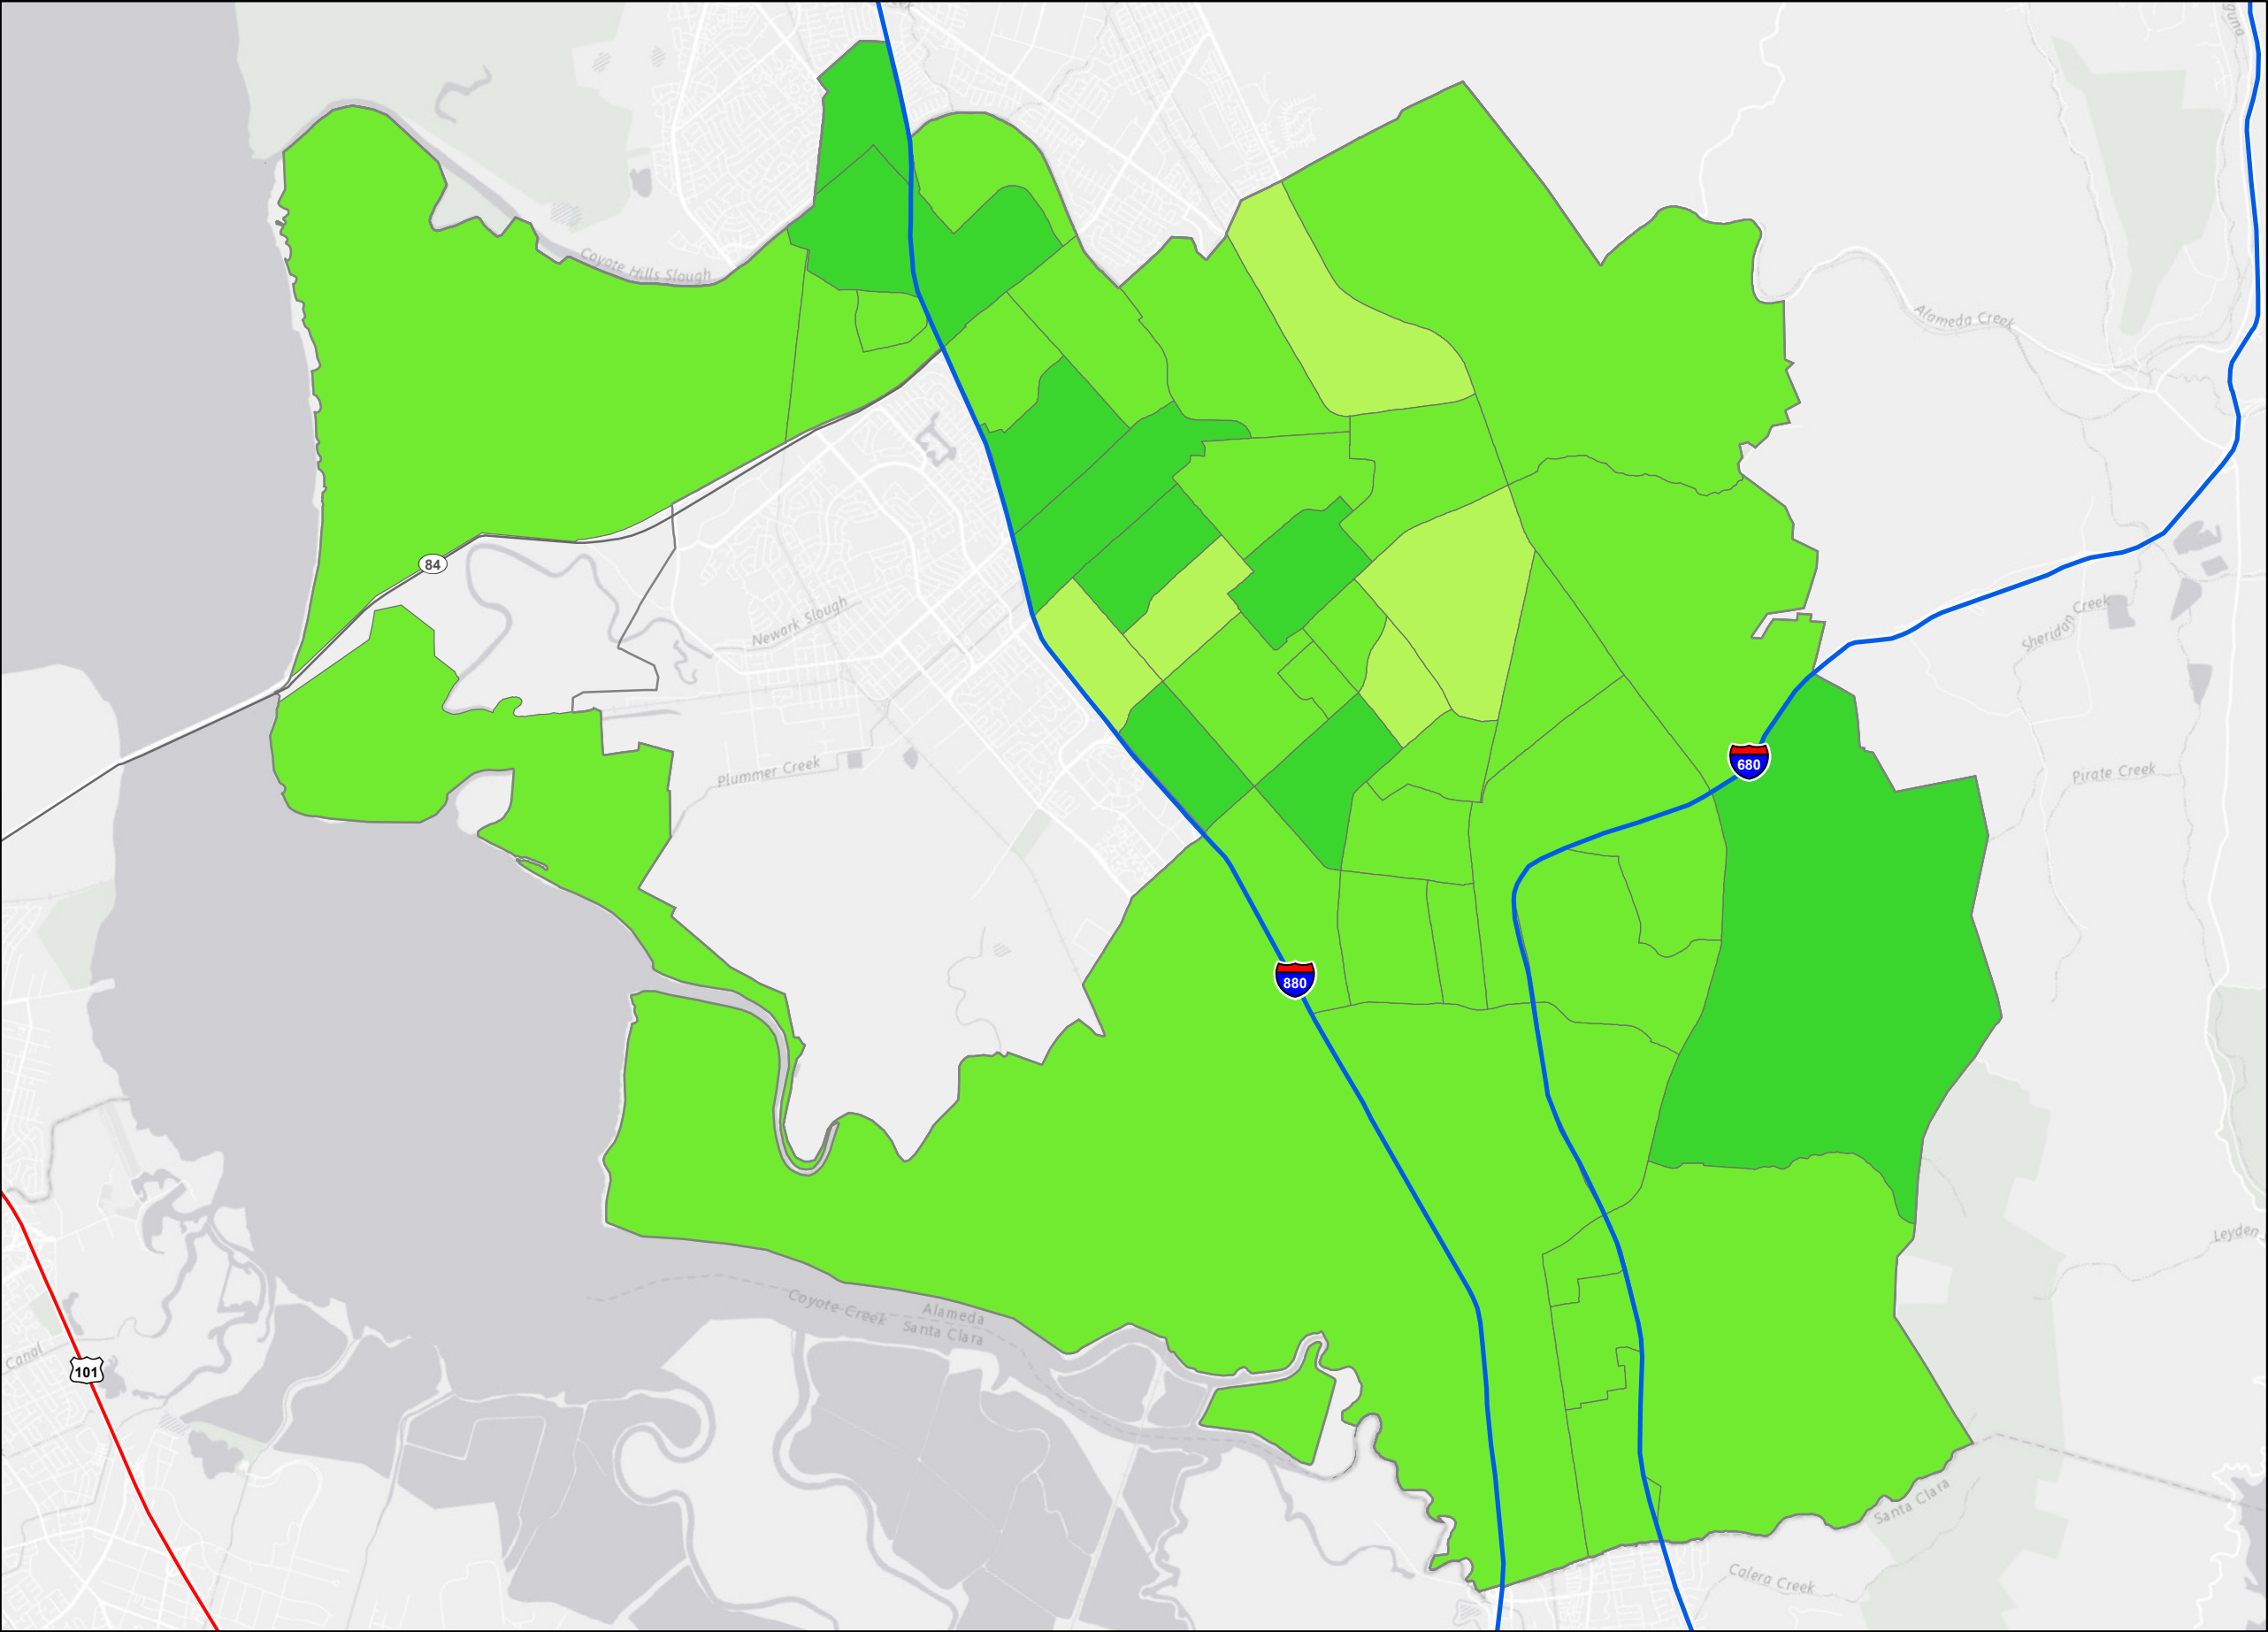 Coyote Hills Slough
Alameda Creek
84
Newark Slough
Sheridan Creek
680
Plummer Creek
Pirate Creek
880
Leyden
Coyote Creek
Alameda
Santa Clara
Canal
101
Santa Clara
Calera Creek